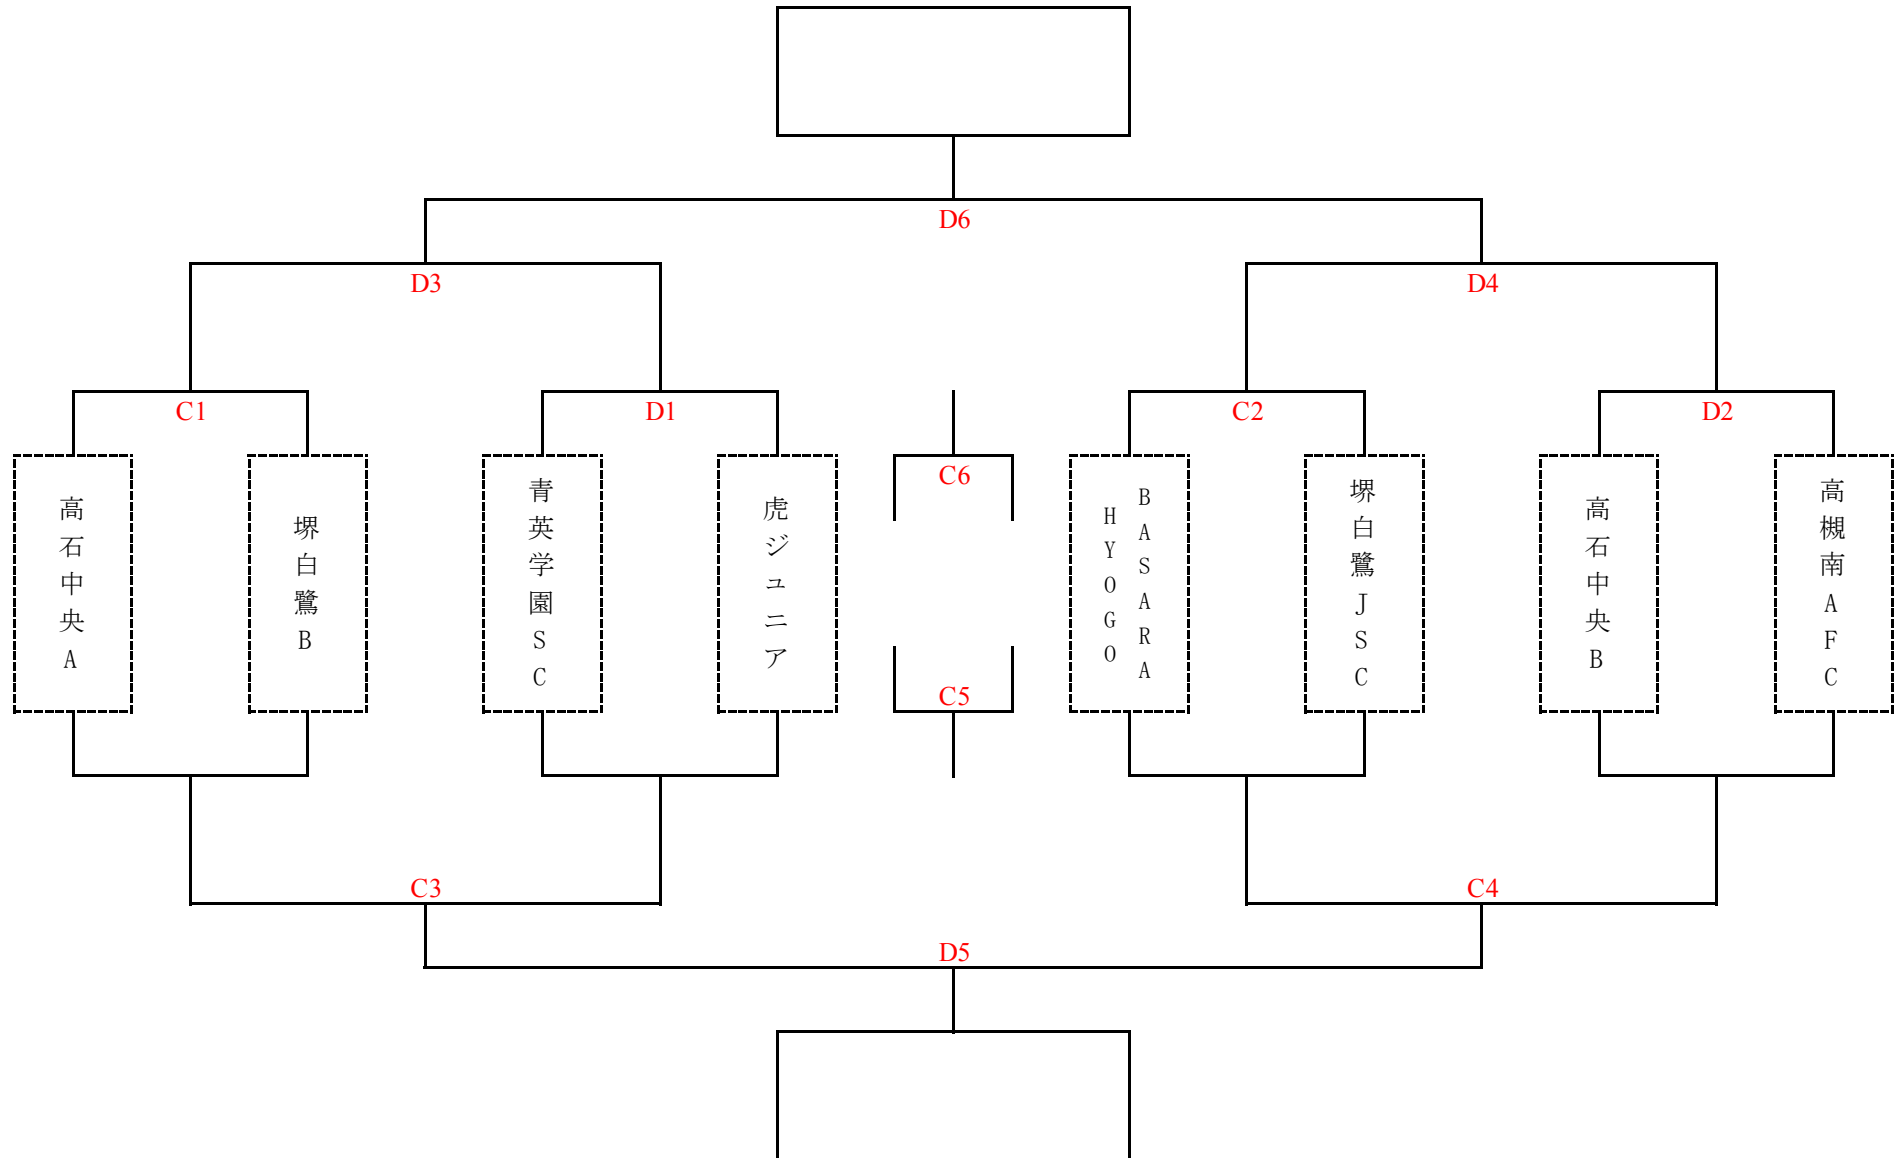 D6
D3
D4
C1
D1
C2
D2
高石中央A
堺白鷺B
青英学園SC
虎ジュニア
C6
C5
BASARA
HYOGO
堺白鷺JSC
高石中央B
高槻南AFC
C3
C4
D5